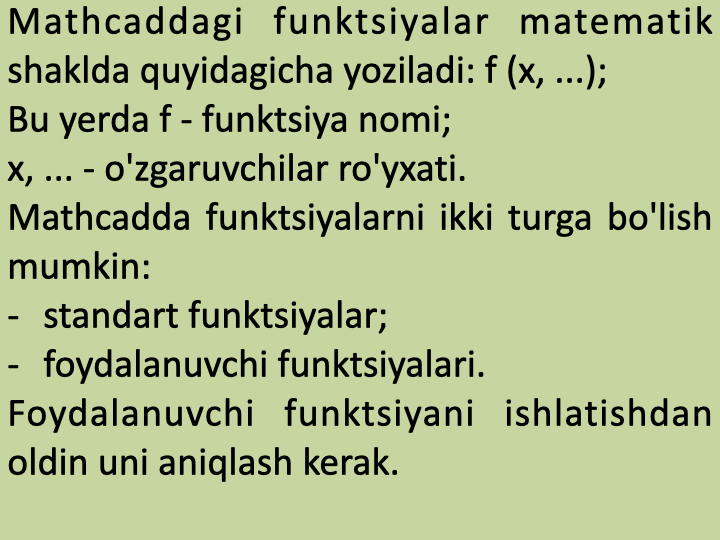 Mathcaddagi funktsiyalar matematik
shaklda quyidagicha yoziladi: f (x, ...);
Bu yerda f - funktsiya nomi;
x, ... - o'zgaruvchilar ro'yxati.
Mathcadda funktsiyalarni ikki turga bo'lish
mumkin:
- standart funktsiyalar;
- foydalanuvchi funktsiyalari.
Foydalanuvchi funktsiyani ishlatishdan
oldin uni aniqlash kerak.